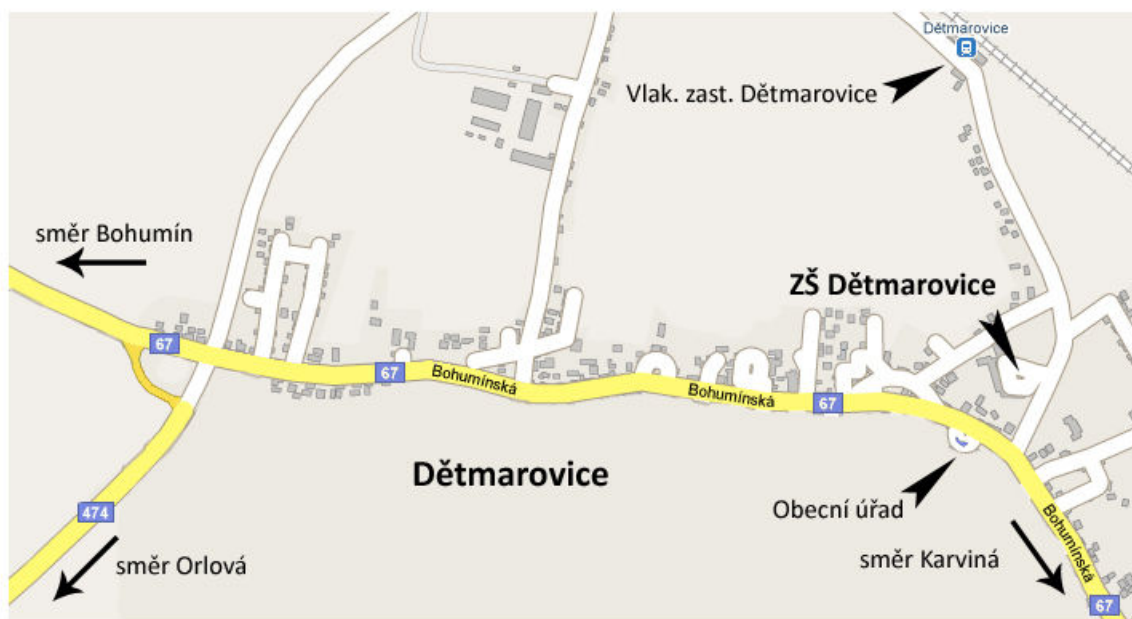 Dětmarovice
Vlak. zast. Dětmarovice
směr Bohumín
ZŠ Dětmarovice
67
67
Bohumínská
Bohumínská
67
Dětmarovice
Obecní úřad
474
směr Orlová
směr Karviná
Bohumínská
67